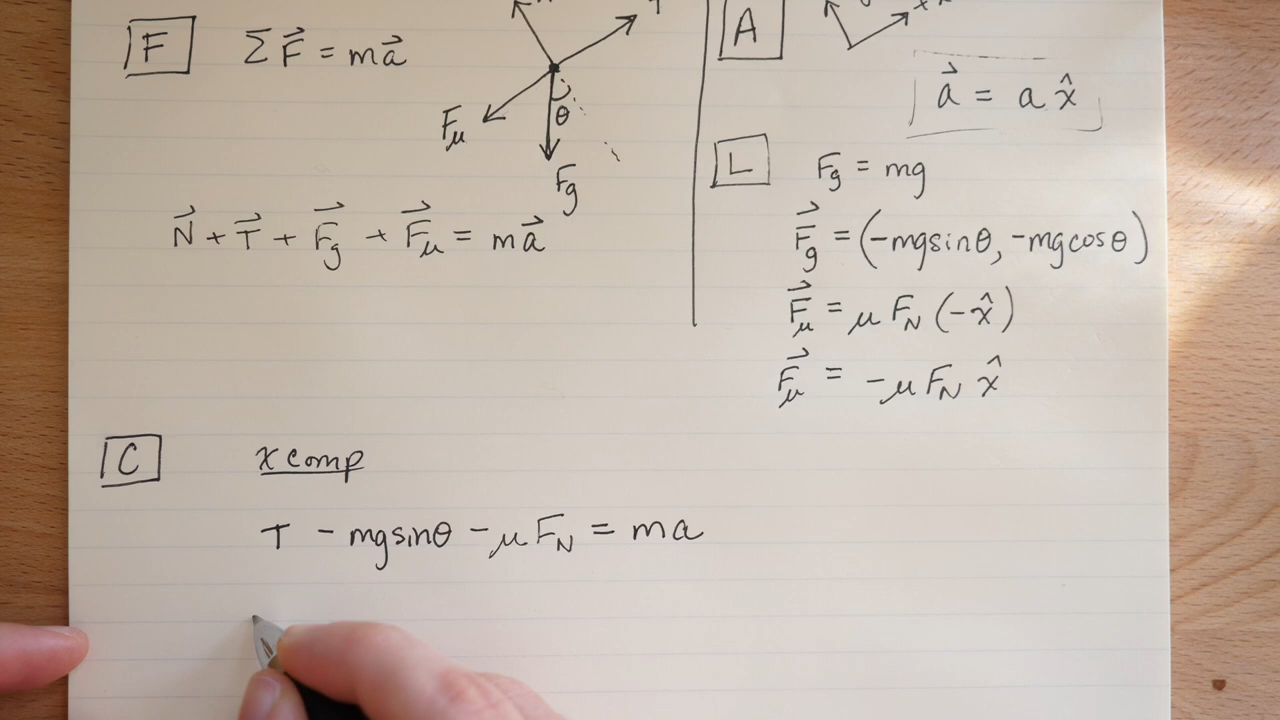 F
ΣF⃗ = ma⃗
Fμ
θ
Fg
N⃗ + T⃗ + F⃗g + F⃗μ = ma⃗
A
a⃗ = a x̂
L
Fg = mg
F⃗g = (-mgsinθ, -mgcosθ)
F⃗μ = μ FN (-x̂)
F⃗μ = -μ FN x̂
C
x comp
T - mgsinθ - μ FN = ma